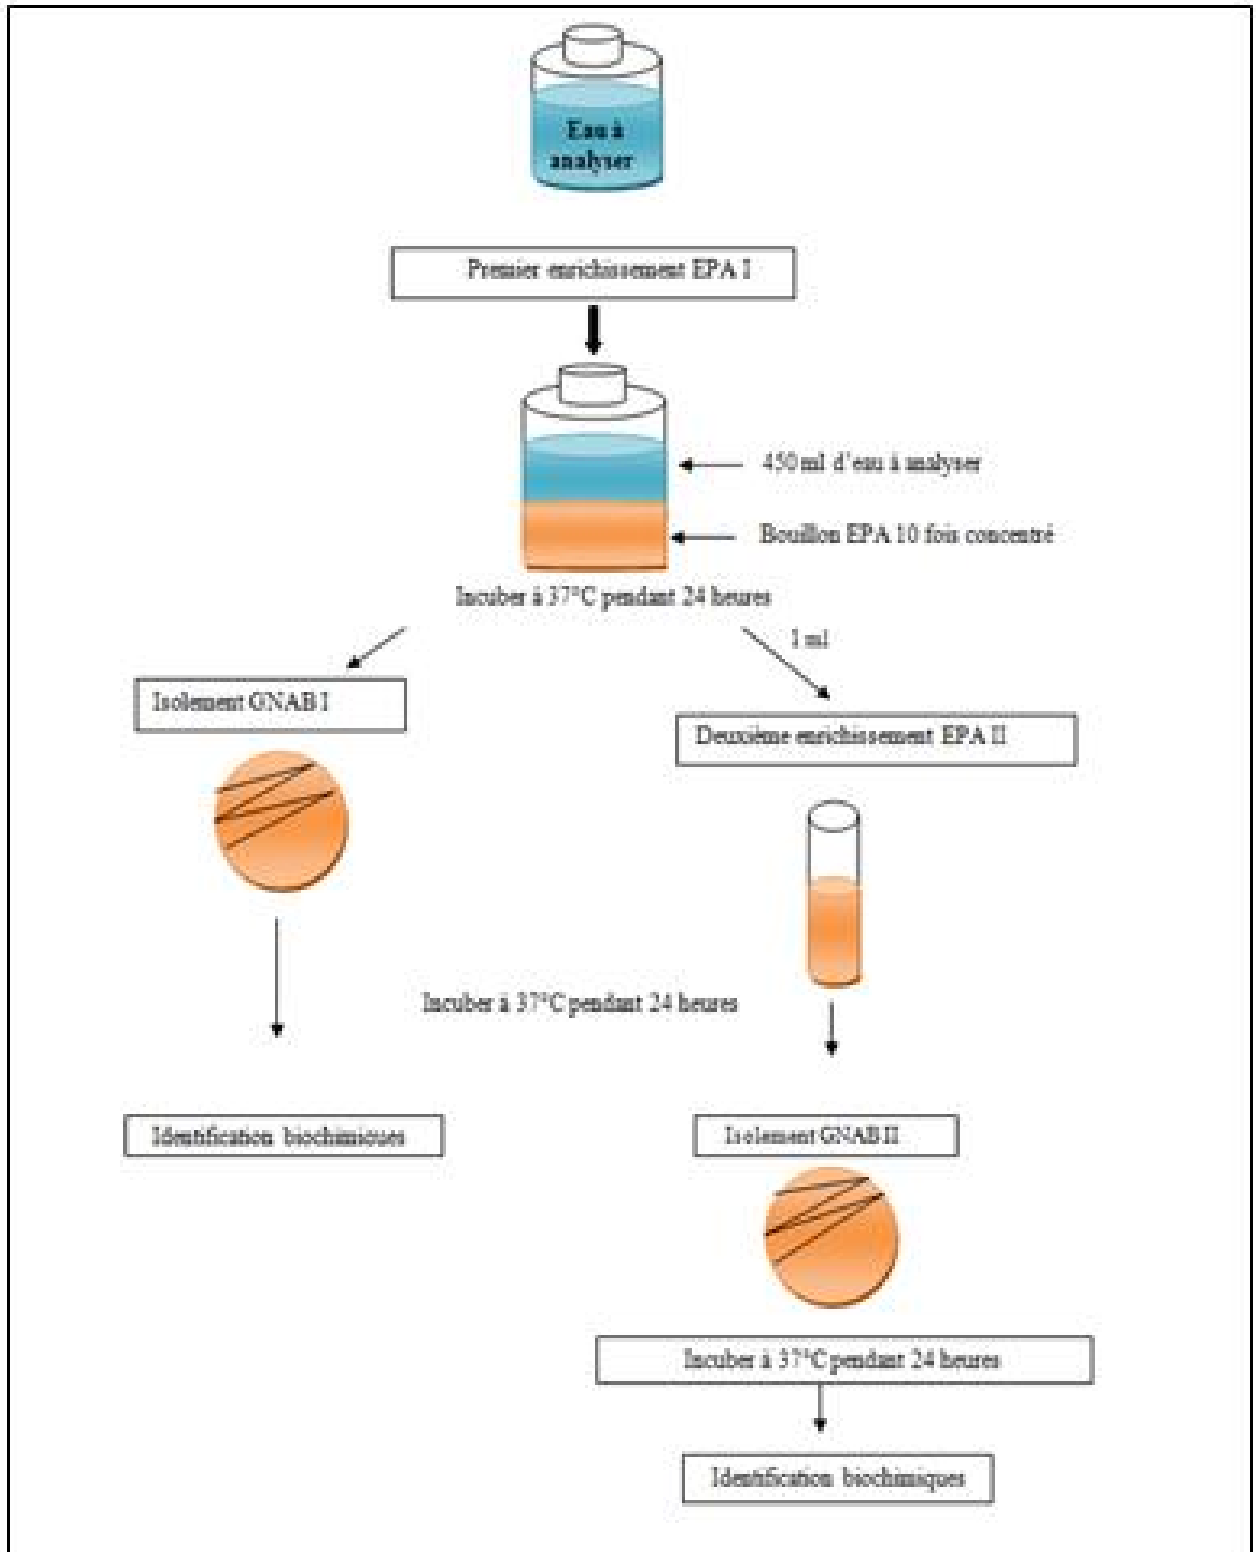 Eau à
analyser
Premier enrichissement EPA I
450ml d'eau à analyser
Bouillon EPA 10 fois concentré
Incuber à 37°C pendant 24 heures
1 ml
Isolement GNAB I
Deuxième enrichissement EPA II
Incuber à 37°C pendant 24 heures
Identification biochimiques
Isolement GNAB II
Incuber à 37°C pendant 24 heures
Identification biochimiques